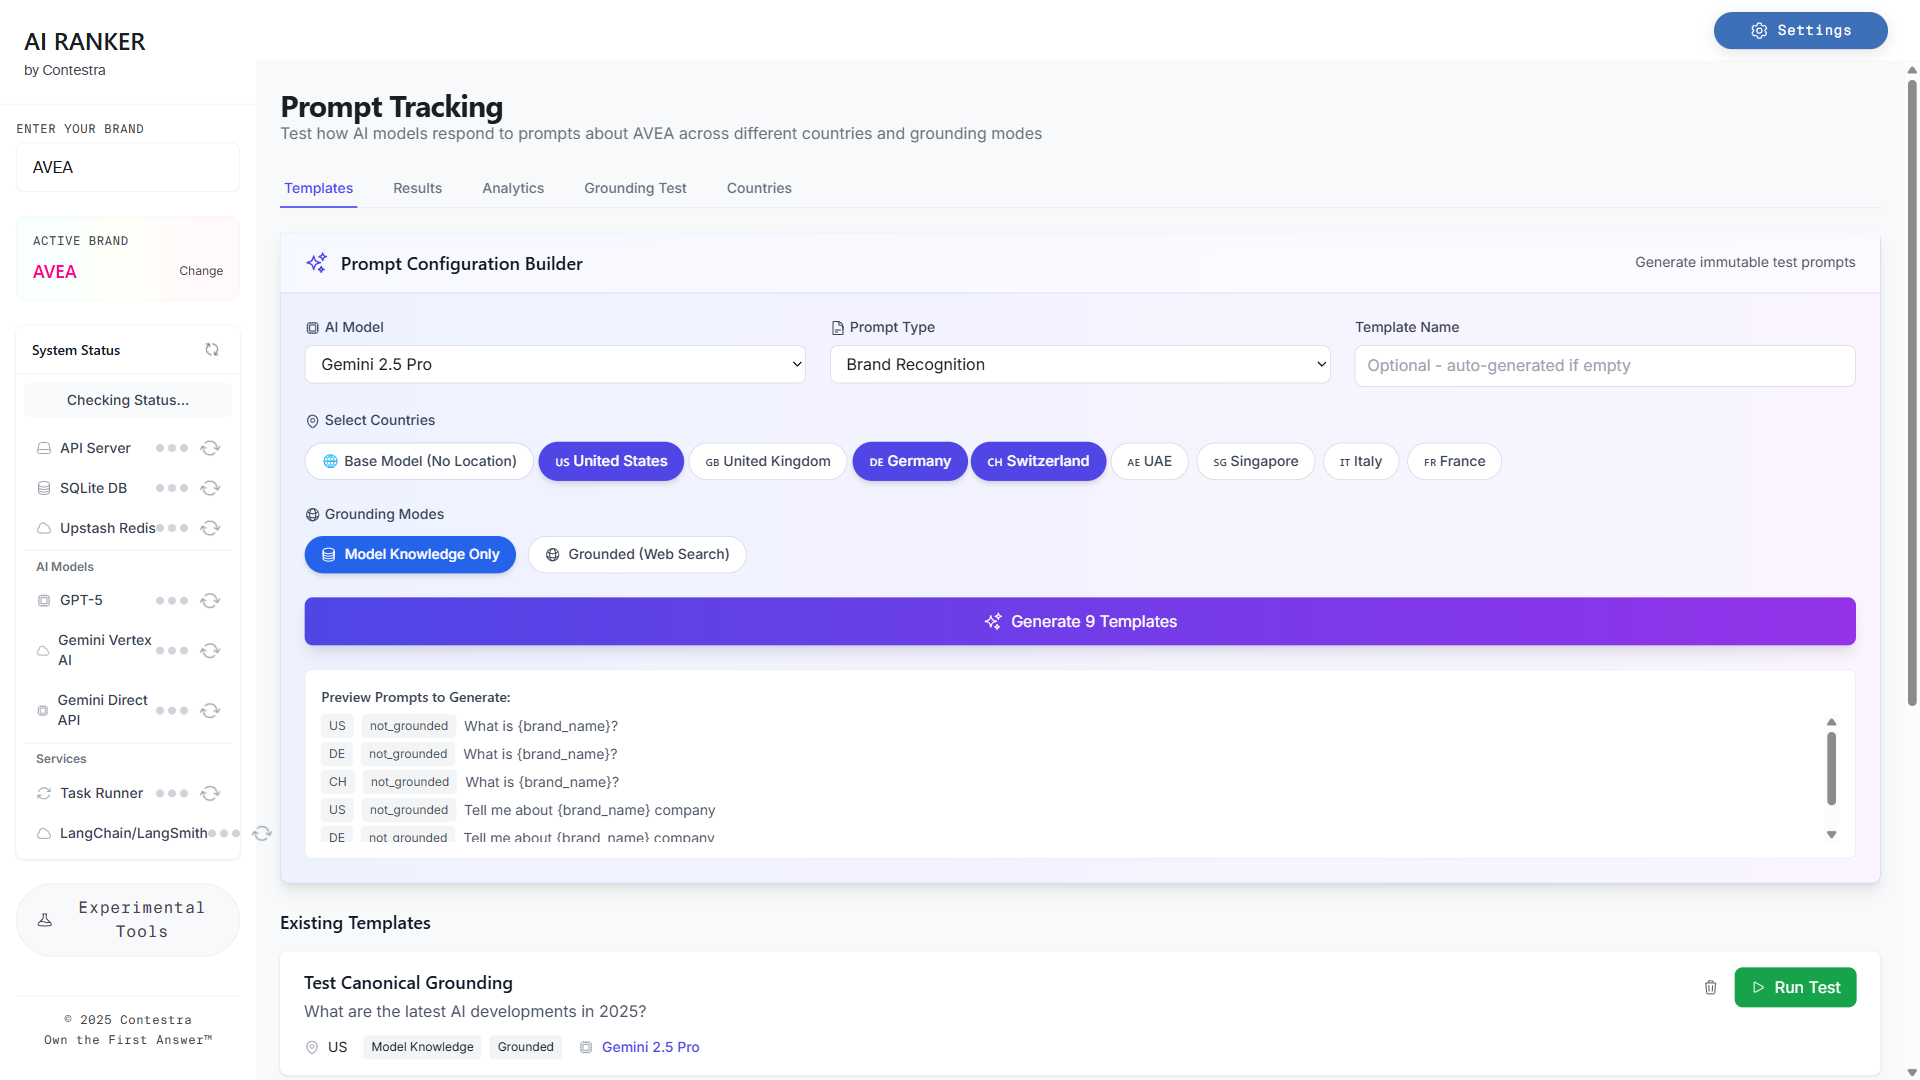 AI RANKER
by Contestra
Settings
ENTER YOUR BRAND
AVEA
ACTIVE BRAND
AVEA
Change
System Status
Checking Status...
API Server
SQLite DB
Upstash Redis
AI Models
GPT-5
Gemini Vertex
AI
Gemini Direct
API
Services
Task Runner
LangChain/LangSmith
Experimental
Tools
© 2025 Contestra
Own the First Answer™
Prompt Tracking
Test how AI models respond to prompts about AVEA across different countries and grounding modes
Templates Results Analytics Grounding Test Countries
Prompt Configuration Builder
Generate immutable test prompts
AI Model
Gemini 2.5 Pro
Prompt Type
Brand Recognition
Template Name
Optional - auto-generated if empty
Select Countries
Base Model (No Location) US United States GB United Kingdom DE Germany CH Switzerland AE UAE SG Singapore IT Italy FR France
Grounding Modes
Model Knowledge Only Grounded (Web Search)
Generate 9 Templates
Preview Prompts to Generate:
US not_grounded What is {brand_name}?
DE not_grounded What is {brand_name}?
CH not_grounded What is {brand_name}?
US not_grounded Tell me about {brand_name} company
DE not_grounded Tell me about {brand_name} company
Existing Templates
Test Canonical Grounding
What are the latest AI developments in 2025?
US Model Knowledge Grounded Gemini 2.5 Pro
Run Test